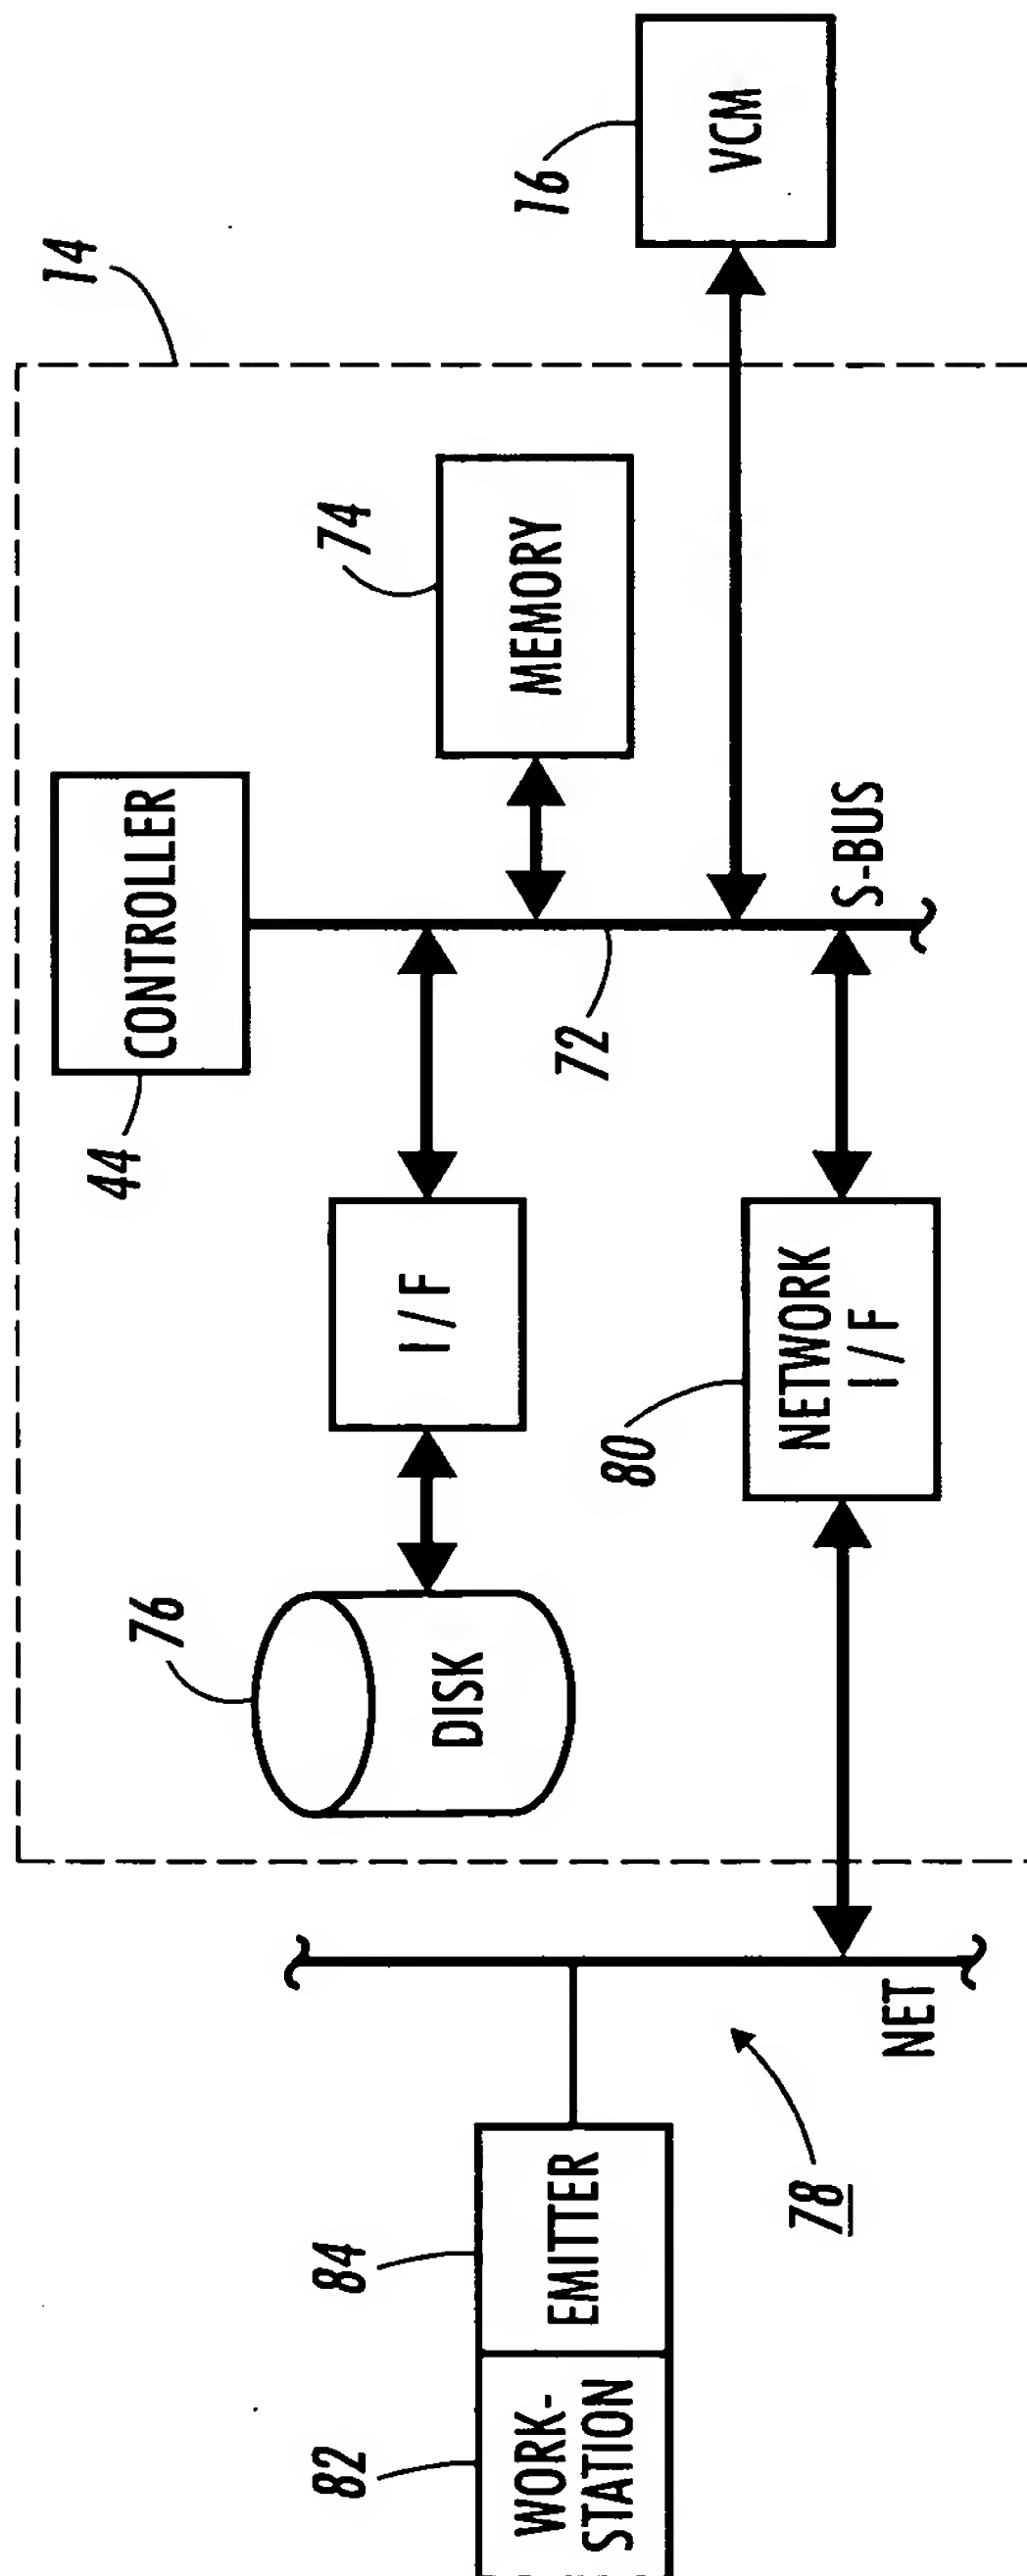 14
44
CONTROLLER
76
82
84
74
I/F
DISK
MEMORY
16
WORK-
STATION
EMITTER
72
80
VCM
NETWORK
I/F
78
S-BUS
NET